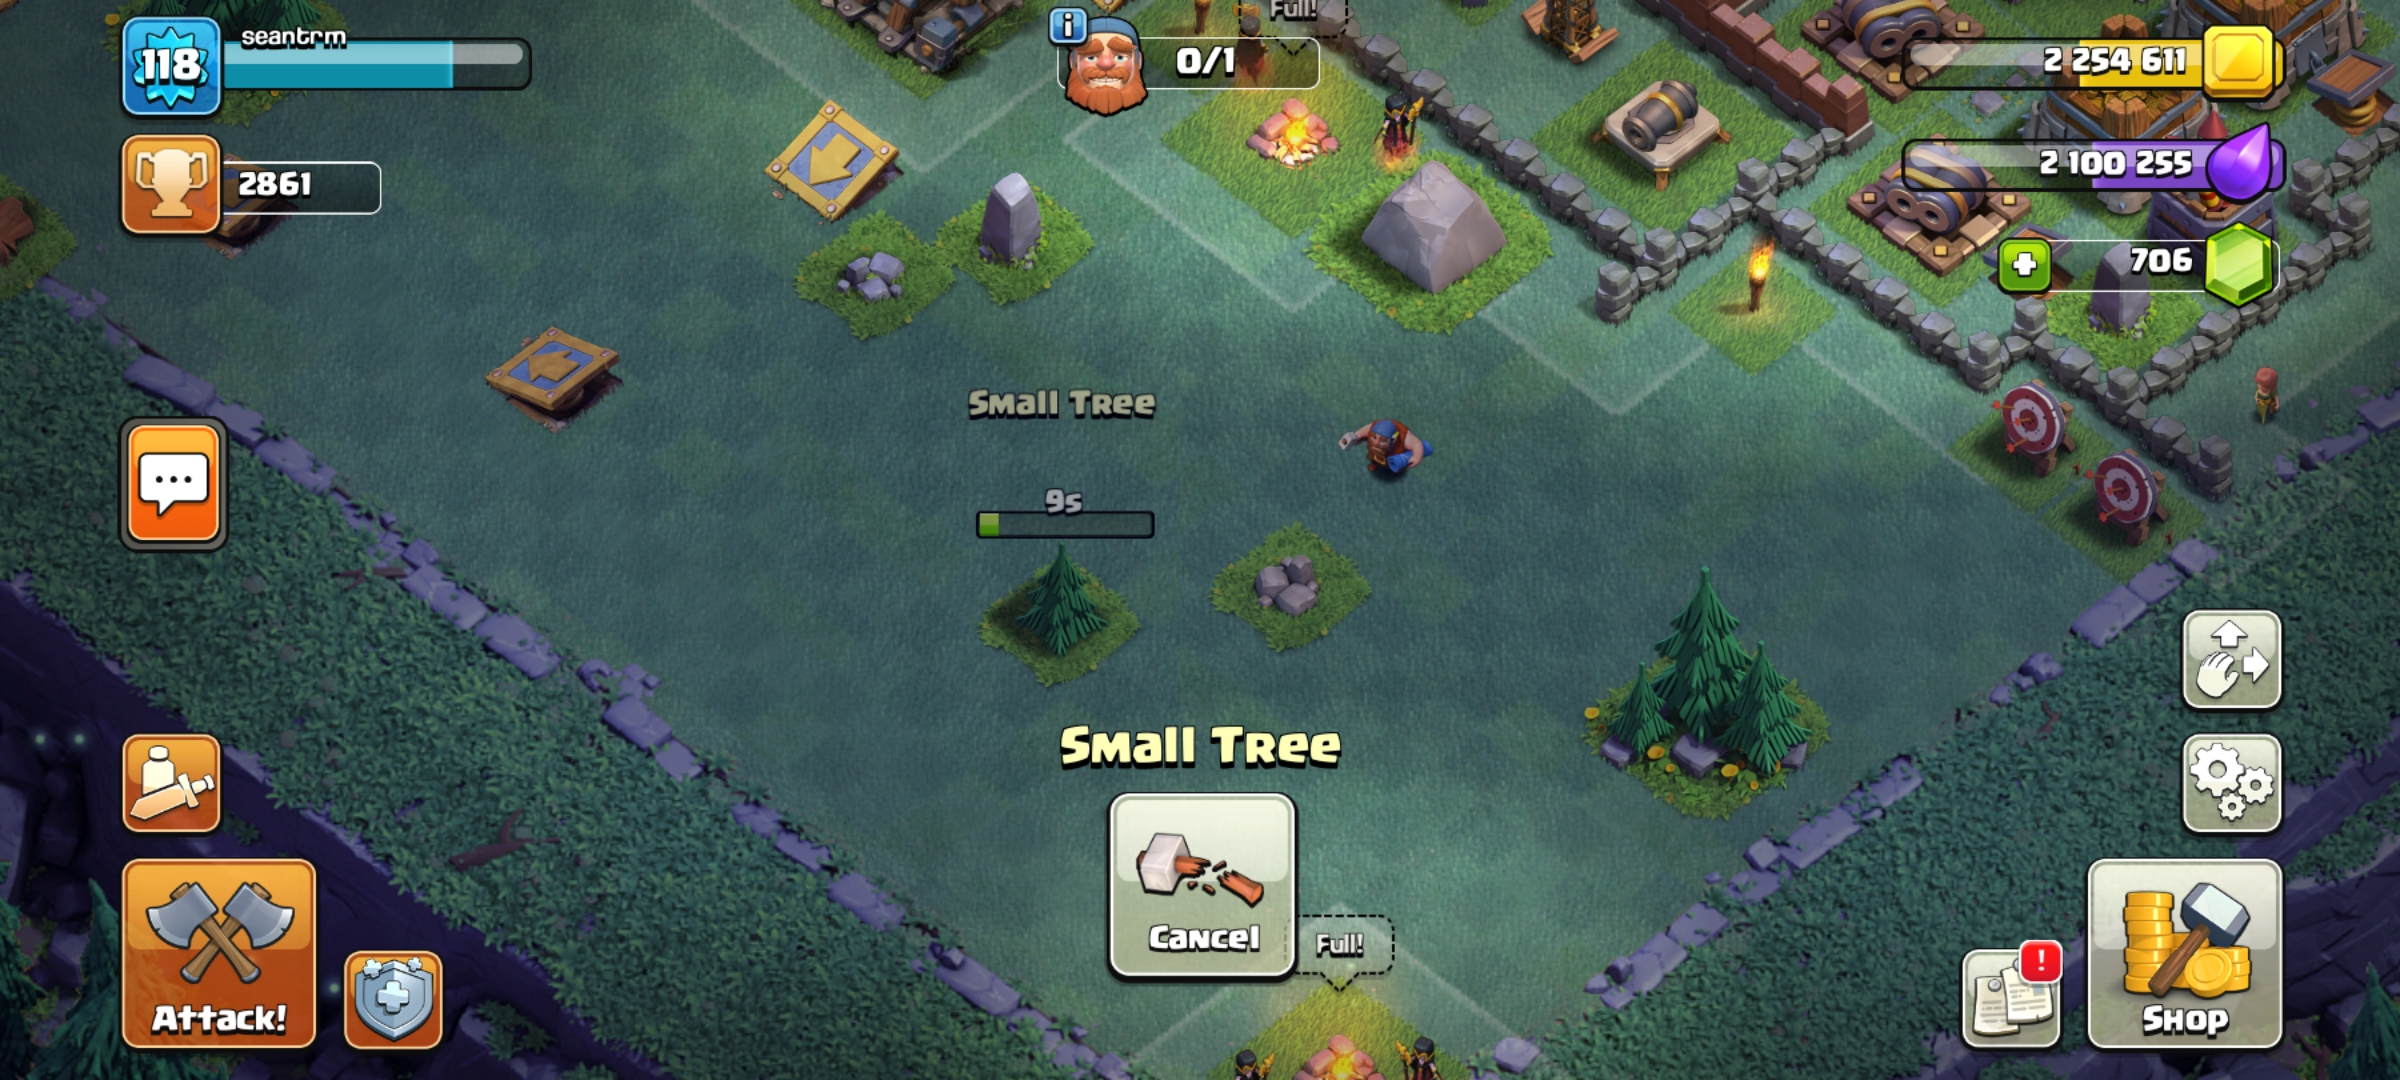 Full!
seantrm
118
0/1
2 254 611
2861
2 100 255
706
Small Tree
9s
Small Tree
Cancel
Full!
Attack!
!
Shop